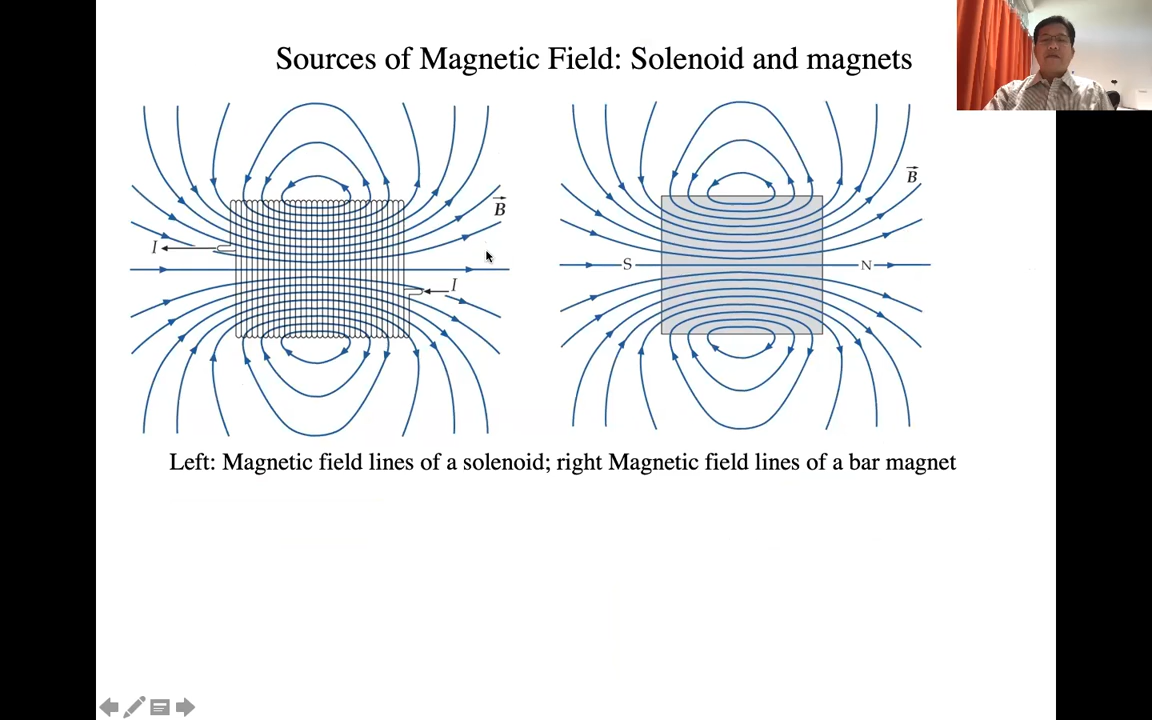 Sources of Magnetic Field: Solenoid and magnets
B
I
I
B
S
N
Left: Magnetic field lines of a solenoid; right Magnetic field lines of a bar magnet